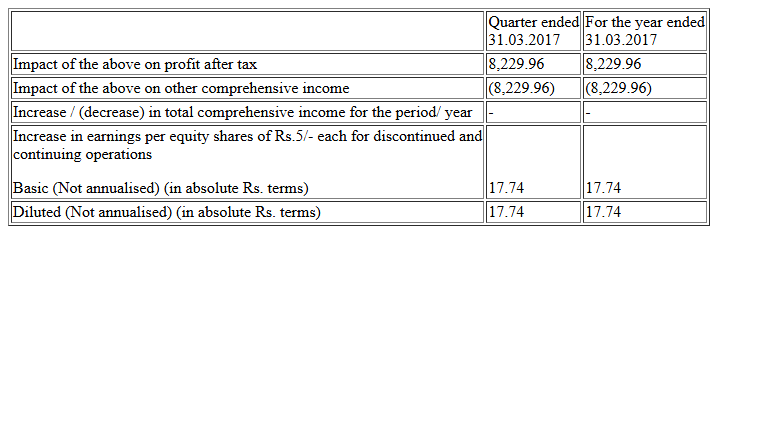 Quarter ended For the year ended
31.03.2017 31.03.2017
Impact of the above on profit after tax 8,229.96 8,229.96
Impact of the above on other comprehensive income (8,229.96) (8,229.96)
Increase / (decrease) in total comprehensive income for the period/ year - -
Increase in earnings per equity shares of Rs.5/- each for discontinued and
continuing operations
Basic (Not annualised) (in absolute Rs. terms) 17.74 17.74
Diluted (Not annualised) (in absolute Rs. terms) 17.74 17.74